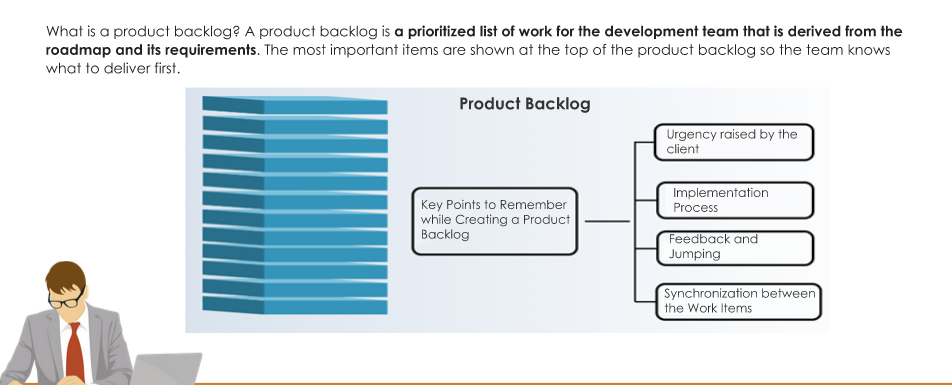 What is a product backlog? A product backlog is a prioritized list of work for the development team that is derived from the
roadmap and its requirements. The most important items are shown at the top of the product backlog so the team knows
what to deliver first.
Product Backlog
Key Points to Remember
while Creating a Product
Backlog
Urgency raised by the
client
Implementation
Process
Feedback and
Jumping
Synchronization between
the Work Items